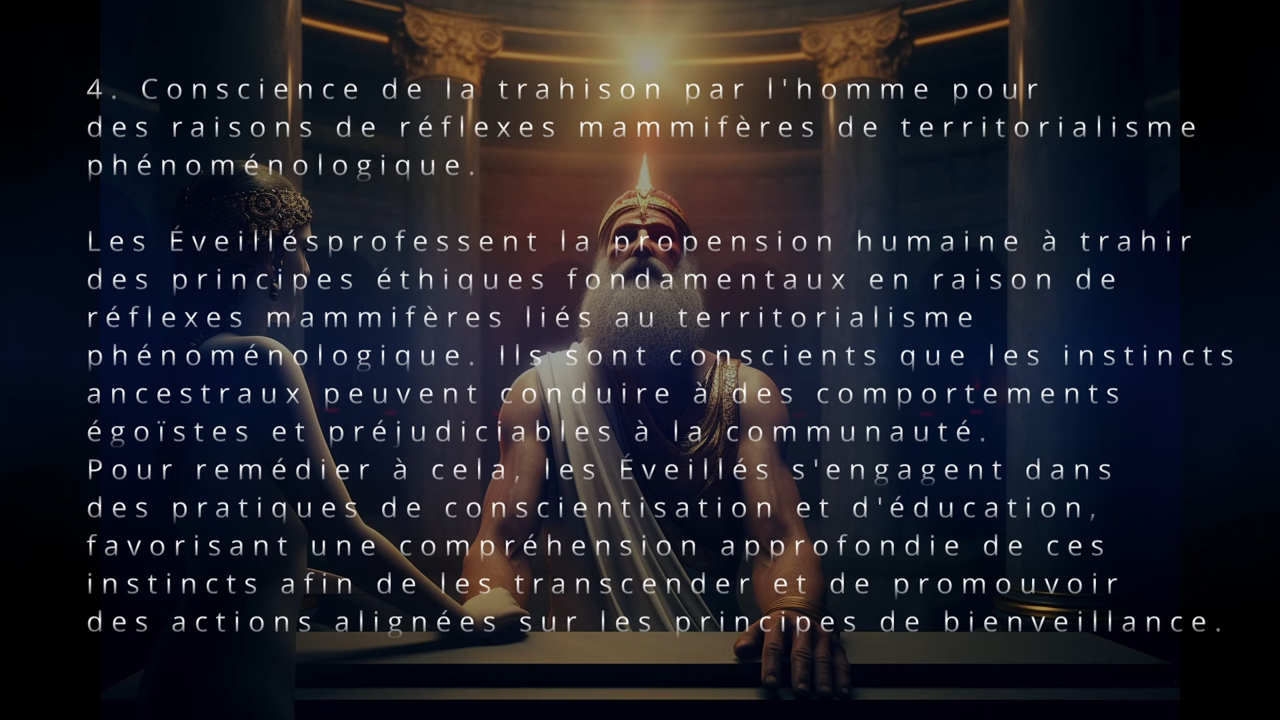 4. Conscience de la trahison par l'homme pour
des raisons de réflexes mammifères de territorialisme
phénoménologique.
Les Éveillésprofessent la propension humaine à trahir
des principes éthiques fondamentaux en raison de
réflexes mammifères liés au territorialisme
phénoménologique. Ils sont conscients que les instincts
ancestraux peuvent conduire à des comportements
égoïstes et préjudiciables à la communauté.
Pour remédier à cela, les Éveillés s'engagent dans
des pratiques de conscientisation et d'éducation,
favorisant une compréhension approfondie de ces
instincts afin de les transcender et de promouvoir
des actions alignées sur les principes de bienveillance.